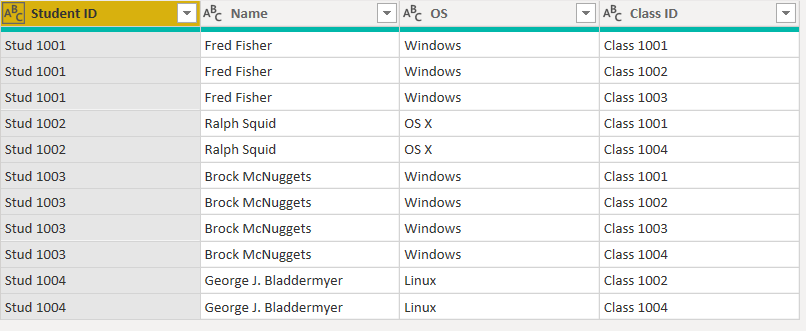 ABC Student ID ABC Name ABC OS ABC Class ID
Stud 1001 Fred Fisher Windows Class 1001
Stud 1001 Fred Fisher Windows Class 1002
Stud 1001 Fred Fisher Windows Class 1003
Stud 1002 Ralph Squid OS X Class 1001
Stud 1002 Ralph Squid OS X Class 1004
Stud 1003 Brock McNuggets Windows Class 1001
Stud 1003 Brock McNuggets Windows Class 1002
Stud 1003 Brock McNuggets Windows Class 1003
Stud 1003 Brock McNuggets Windows Class 1004
Stud 1004 George J. Bladdermyer Linux Class 1002
Stud 1004 George J. Bladdermyer Linux Class 1004